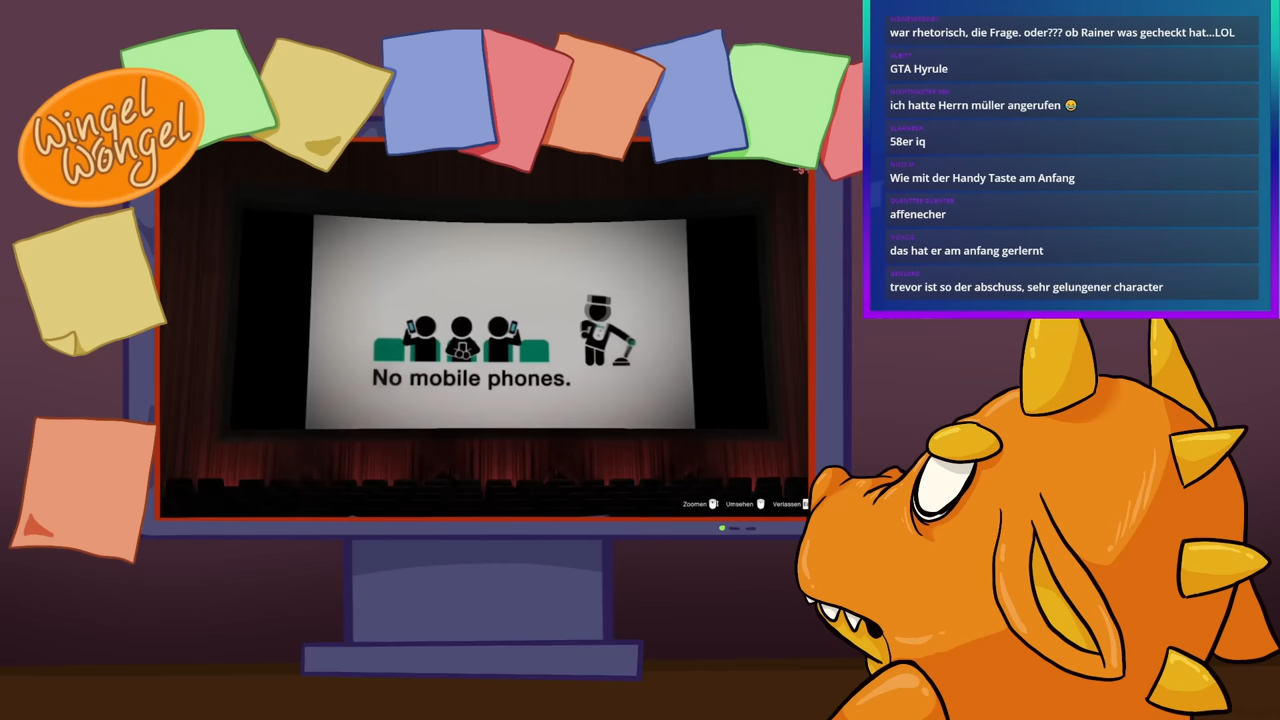 Wingel
Wongel
No mobile phones.
Zoomen
Umsehen
Verlassen
war rhetorisch, die Frage. oder??? ob Rainer was gecheckt hat...LOL
GTA Hyrule
ich hatte Herrn müller angerufen 😂
58er iq
Wie mit der Handy Taste am Anfang
affenecher
das hat er am anfang gerlernt
trevor ist so der abschuss, sehr gelungener character